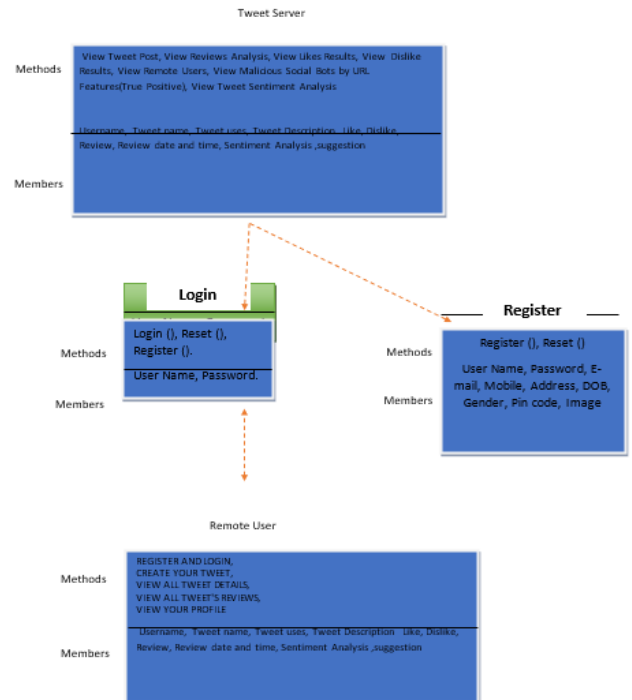 Tweet Server
Methods
View Tweet Post, View Reviews Analysis, View Likes Results, View Dislike
Results, View Remote Users, View Malicious Social Bots by URL
Features(True Positive), View Tweet Sentiment Analysis
Username, Tweet name, Tweet uses, Tweet Description Like, Dislike,
Review, Review date and time, Sentiment Analysis ,suggestion
Members
Login
Methods
Login (), Reset (),
Register ().
User Name, Password.
Members
Register
Methods
Register (), Reset ()
User Name, Password, E-
mail, Mobile, Address, DOB,
Gender, Pin code, Image
Members
Remote User
Methods
REGISTER AND LOGIN,
CREATE YOUR TWEET,
VIEW ALL TWEET DETAILS,
VIEW ALL TWEET'S REVIEWS,
VIEW YOUR PROFILE
Username, Tweet name, Tweet uses, Tweet Description Like, Dislike,
Review, Review date and time, Sentiment Analysis ,suggestion
Members